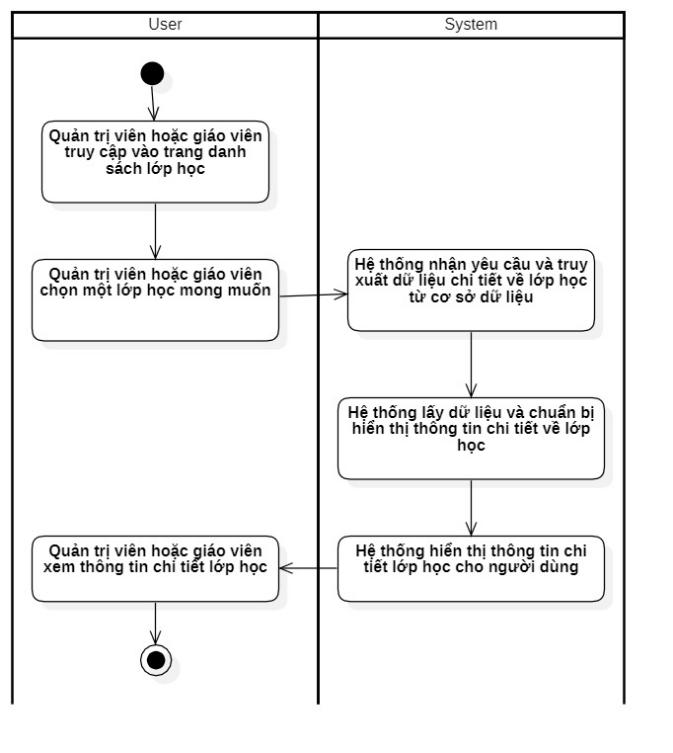 User
System
Quản trị viên hoặc giáo viên
truy cập vào trang danh
sách lớp học
Quản trị viên hoặc giáo viên
chọn một lớp học mong muốn
Hệ thống nhận yêu cầu và truy
xuất dữ liệu chi tiết về lớp học
từ cơ sở dữ liệu
Hệ thống lấy dữ liệu và chuẩn bị
hiển thị thông tin chi tiết về lớp
học
Hệ thống hiển thị thông tin chi
tiết lớp học cho người dùng
Quản trị viên hoặc giáo viên
xem thông tin chi tiết lớp học